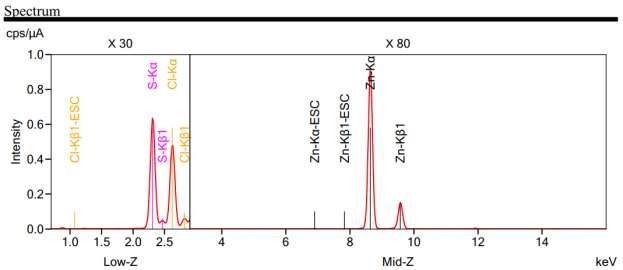 Spectrum
cps/μA
X 30
X 80
1.0
0.8
0.6
0.4
0.2
0.0
Intensity
Cl-Kβ1-ESC
S-Kα
S-Kβ1
Cl-Kα
Cl-Kβ1
Zn-Kα-ESC
Zn-Kβ1-ESC
Zn-Kα
Zn-Kβ1
1.0 1.5 2.0 2.5 4 6 8 10 12 14
Low-Z Mid-Z keV